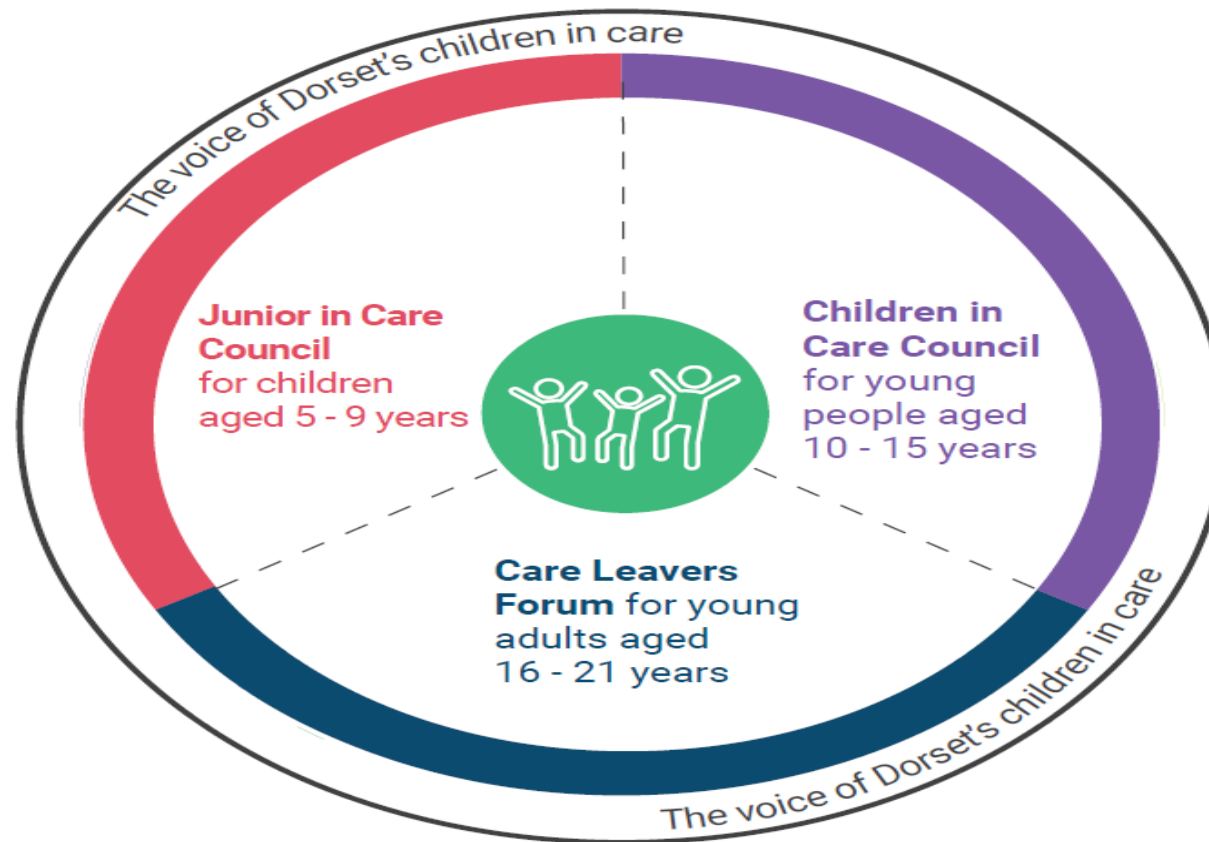 The voice of Dorset's children in care
Junior in Care
Council
for children
aged 5 - 9 years
Children in
Care Council
for young
people aged
10 - 15 years
Care Leavers
Forum for young
adults aged
16 - 21 years
The voice of Dorset's children in care